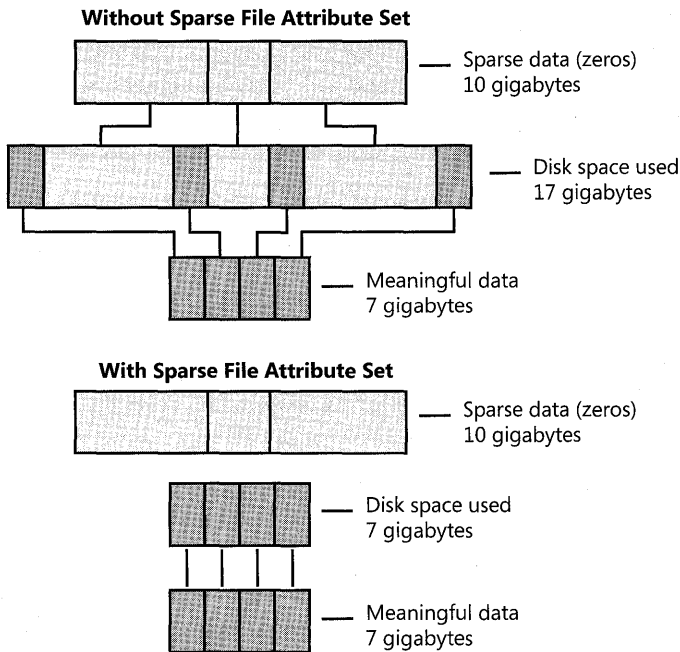 Without Sparse File Attribute Set
Sparse data (zeros)
10 gigabytes
Disk space used
17 gigabytes
Meaningful data
7 gigabytes
With Sparse File Attribute Set
Sparse data (zeros)
10 gigabytes
Disk space used
7 gigabytes
Meaningful data
7 gigabytes